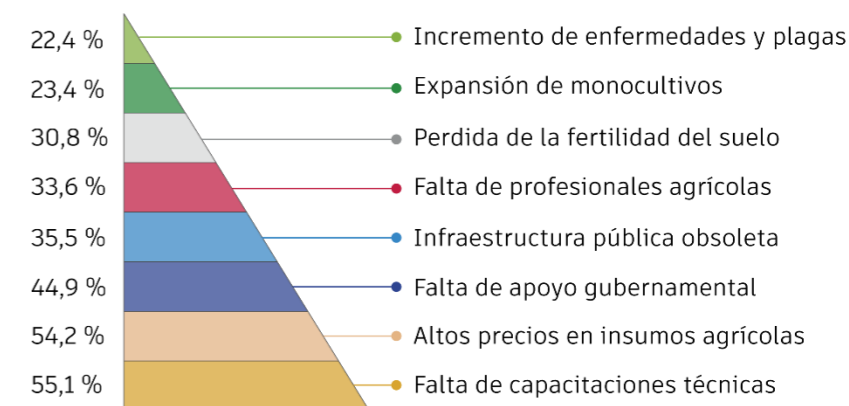 22,4 % Incremento de enfermedades y plagas
23,4 % Expansión de monocultivos
30,8 % Perdida de la fertilidad del suelo
33,6 % Falta de profesionales agrícolas
35,5 % Infraestructura pública obsoleta
44,9 % Falta de apoyo gubernamental
54,2 % Altos precios en insumos agrícolas
55,1 % Falta de capacitaciones técnicas